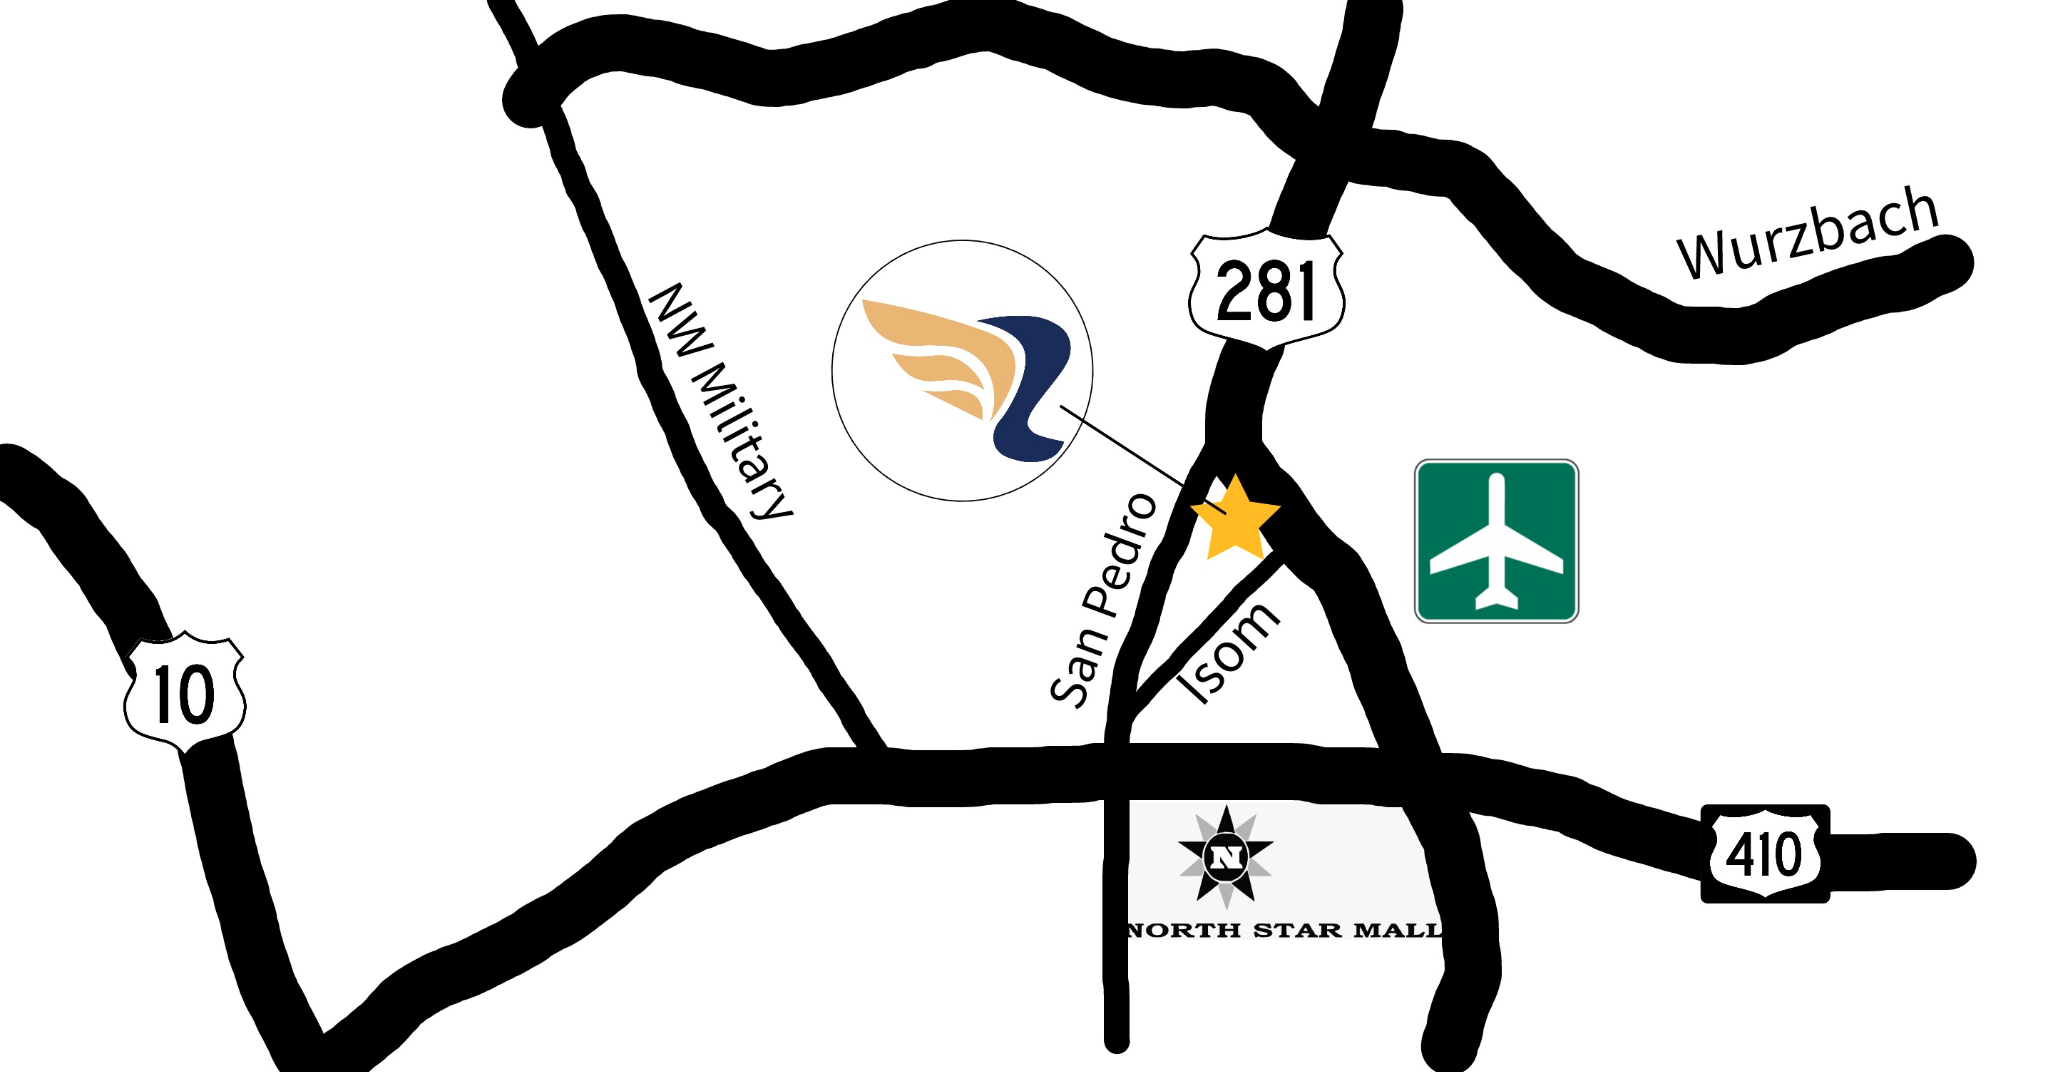 Wurzbach
281
NW Military
San Pedro
Isom
10
410
N
NORTH STAR MALL